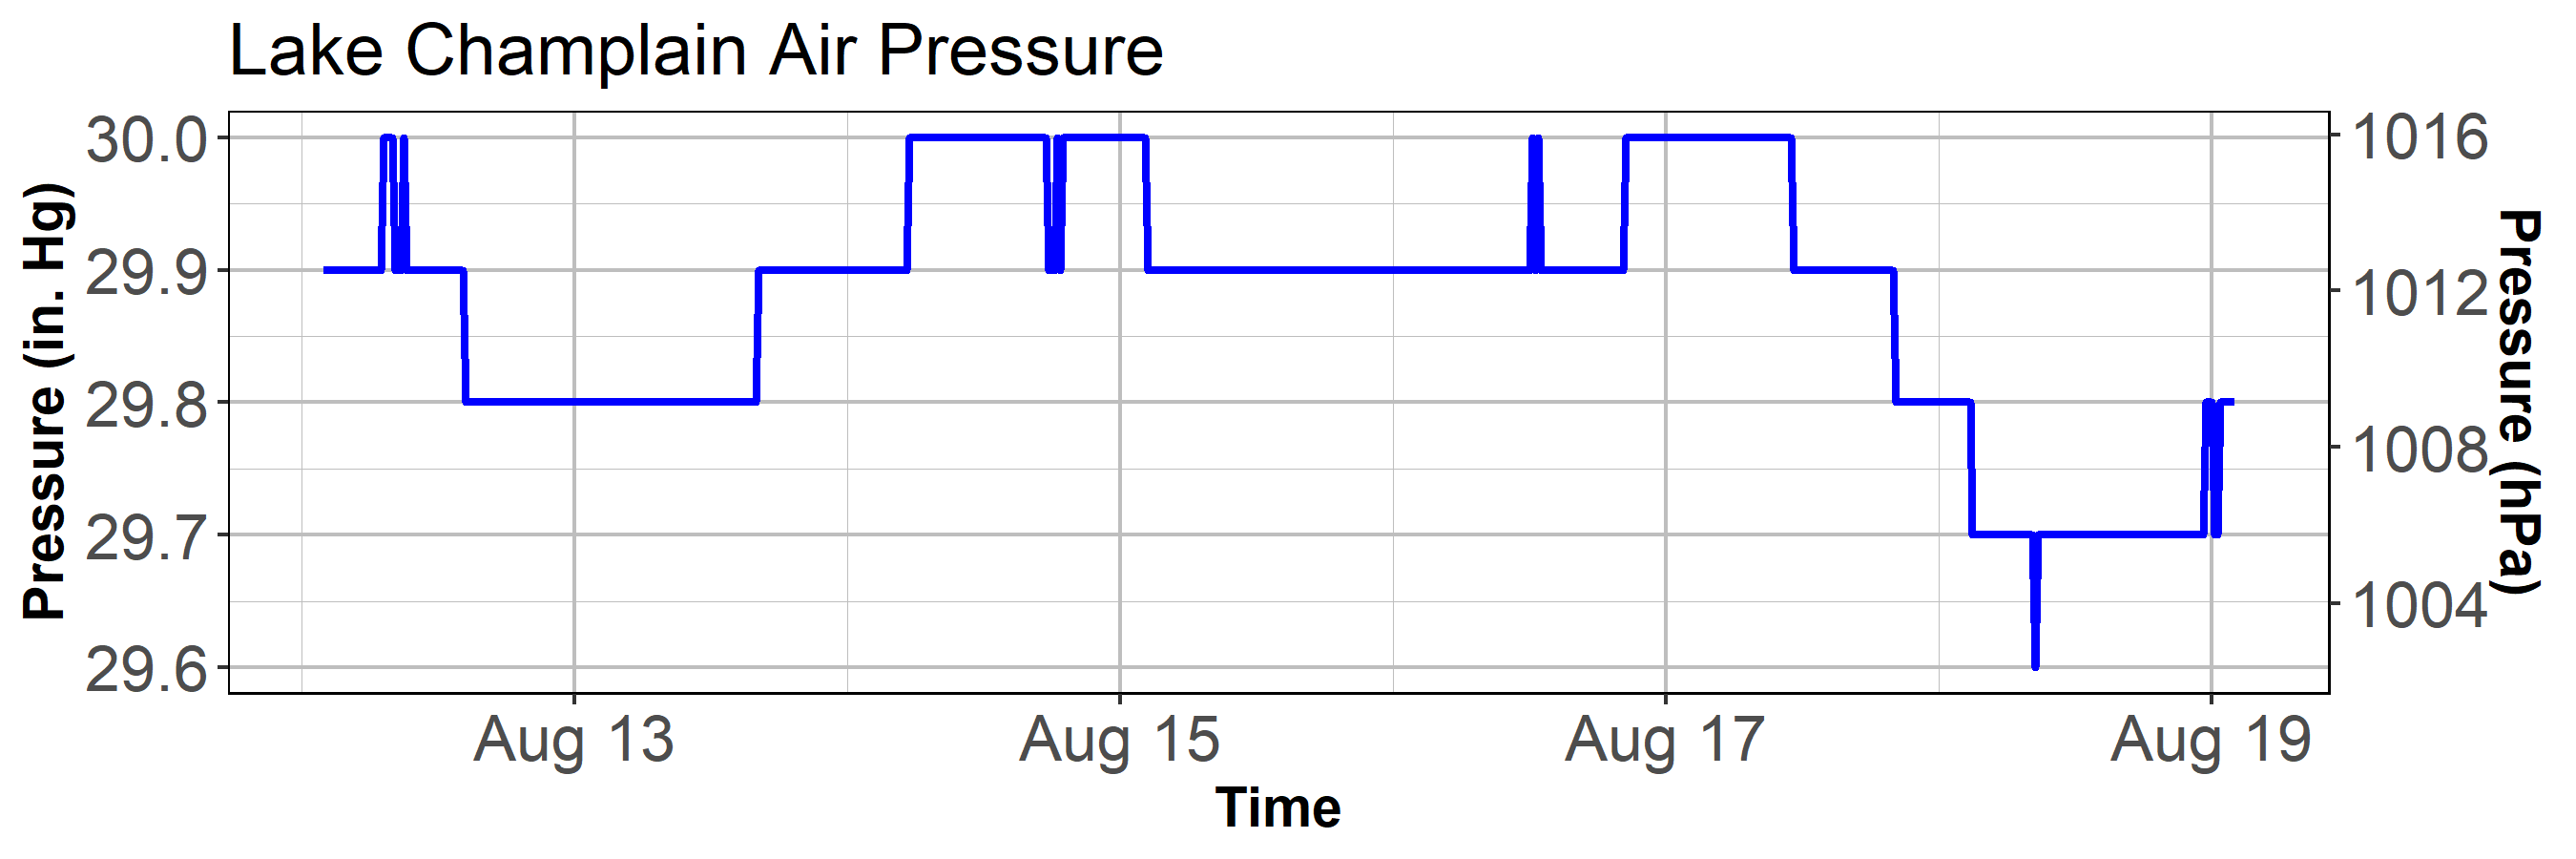 Lake Champlain Air Pressure
Pressure (in. Hg)
30.0
29.9
29.8
29.7
29.6
1016
1012
1008
1004
Pressure (hPa)
Aug 13 Aug 15 Aug 17 Aug 19
Time